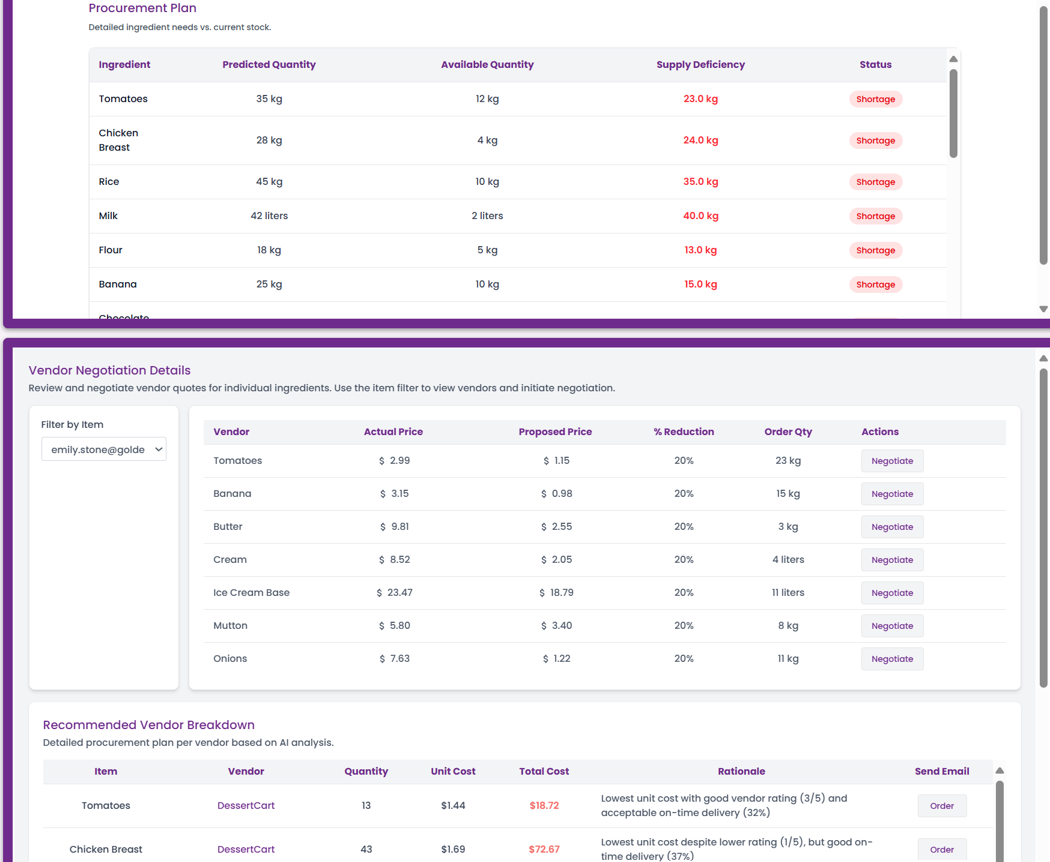 Procurement Plan
Detailed ingredient needs vs. current stock.
Ingredient Predicted Quantity Available Quantity Supply Deficiency Status
Tomatoes 35 kg 12 kg 23.0 kg Shortage
Chicken Breast 28 kg 4 kg 24.0 kg Shortage
Rice 45 kg 10 kg 35.0 kg Shortage
Milk 42 liters 2 liters 40.0 kg Shortage
Flour 18 kg 5 kg 13.0 kg Shortage
Banana 25 kg 10 kg 15.0 kg Shortage
Chocolate
Vendor Negotiation Details
Review and negotiate vendor quotes for individual ingredients. Use the item filter to view vendors and initiate negotiation.
Filter by Item
emily.stone@golde
Vendor Actual Price Proposed Price % Reduction Order Qty Actions
Tomatoes $ 2.99 $ 1.15 20% 23 kg Negotiate
Banana $ 3.15 $ 0.98 20% 15 kg Negotiate
Butter $ 9.81 $ 2.55 20% 3 kg Negotiate
Cream $ 8.52 $ 2.05 20% 4 liters Negotiate
Ice Cream Base $ 23.47 $ 18.79 20% 11 liters Negotiate
Mutton $ 5.80 $ 3.40 20% 8 kg Negotiate
Onions $ 7.63 $ 1.22 20% 11 kg Negotiate
Recommended Vendor Breakdown
Detailed procurement plan per vendor based on AI analysis.
Item Vendor Quantity Unit Cost Total Cost Rationale Send Email
Tomatoes DessertCart 13 $1.44 $18.72 Lowest unit cost with good vendor rating (3/5) and acceptable on-time delivery (32%) Order
Chicken Breast DessertCart 43 $1.69 $72.67 Lowest unit cost despite lower rating (1/5), but good on-time delivery (37%) Order